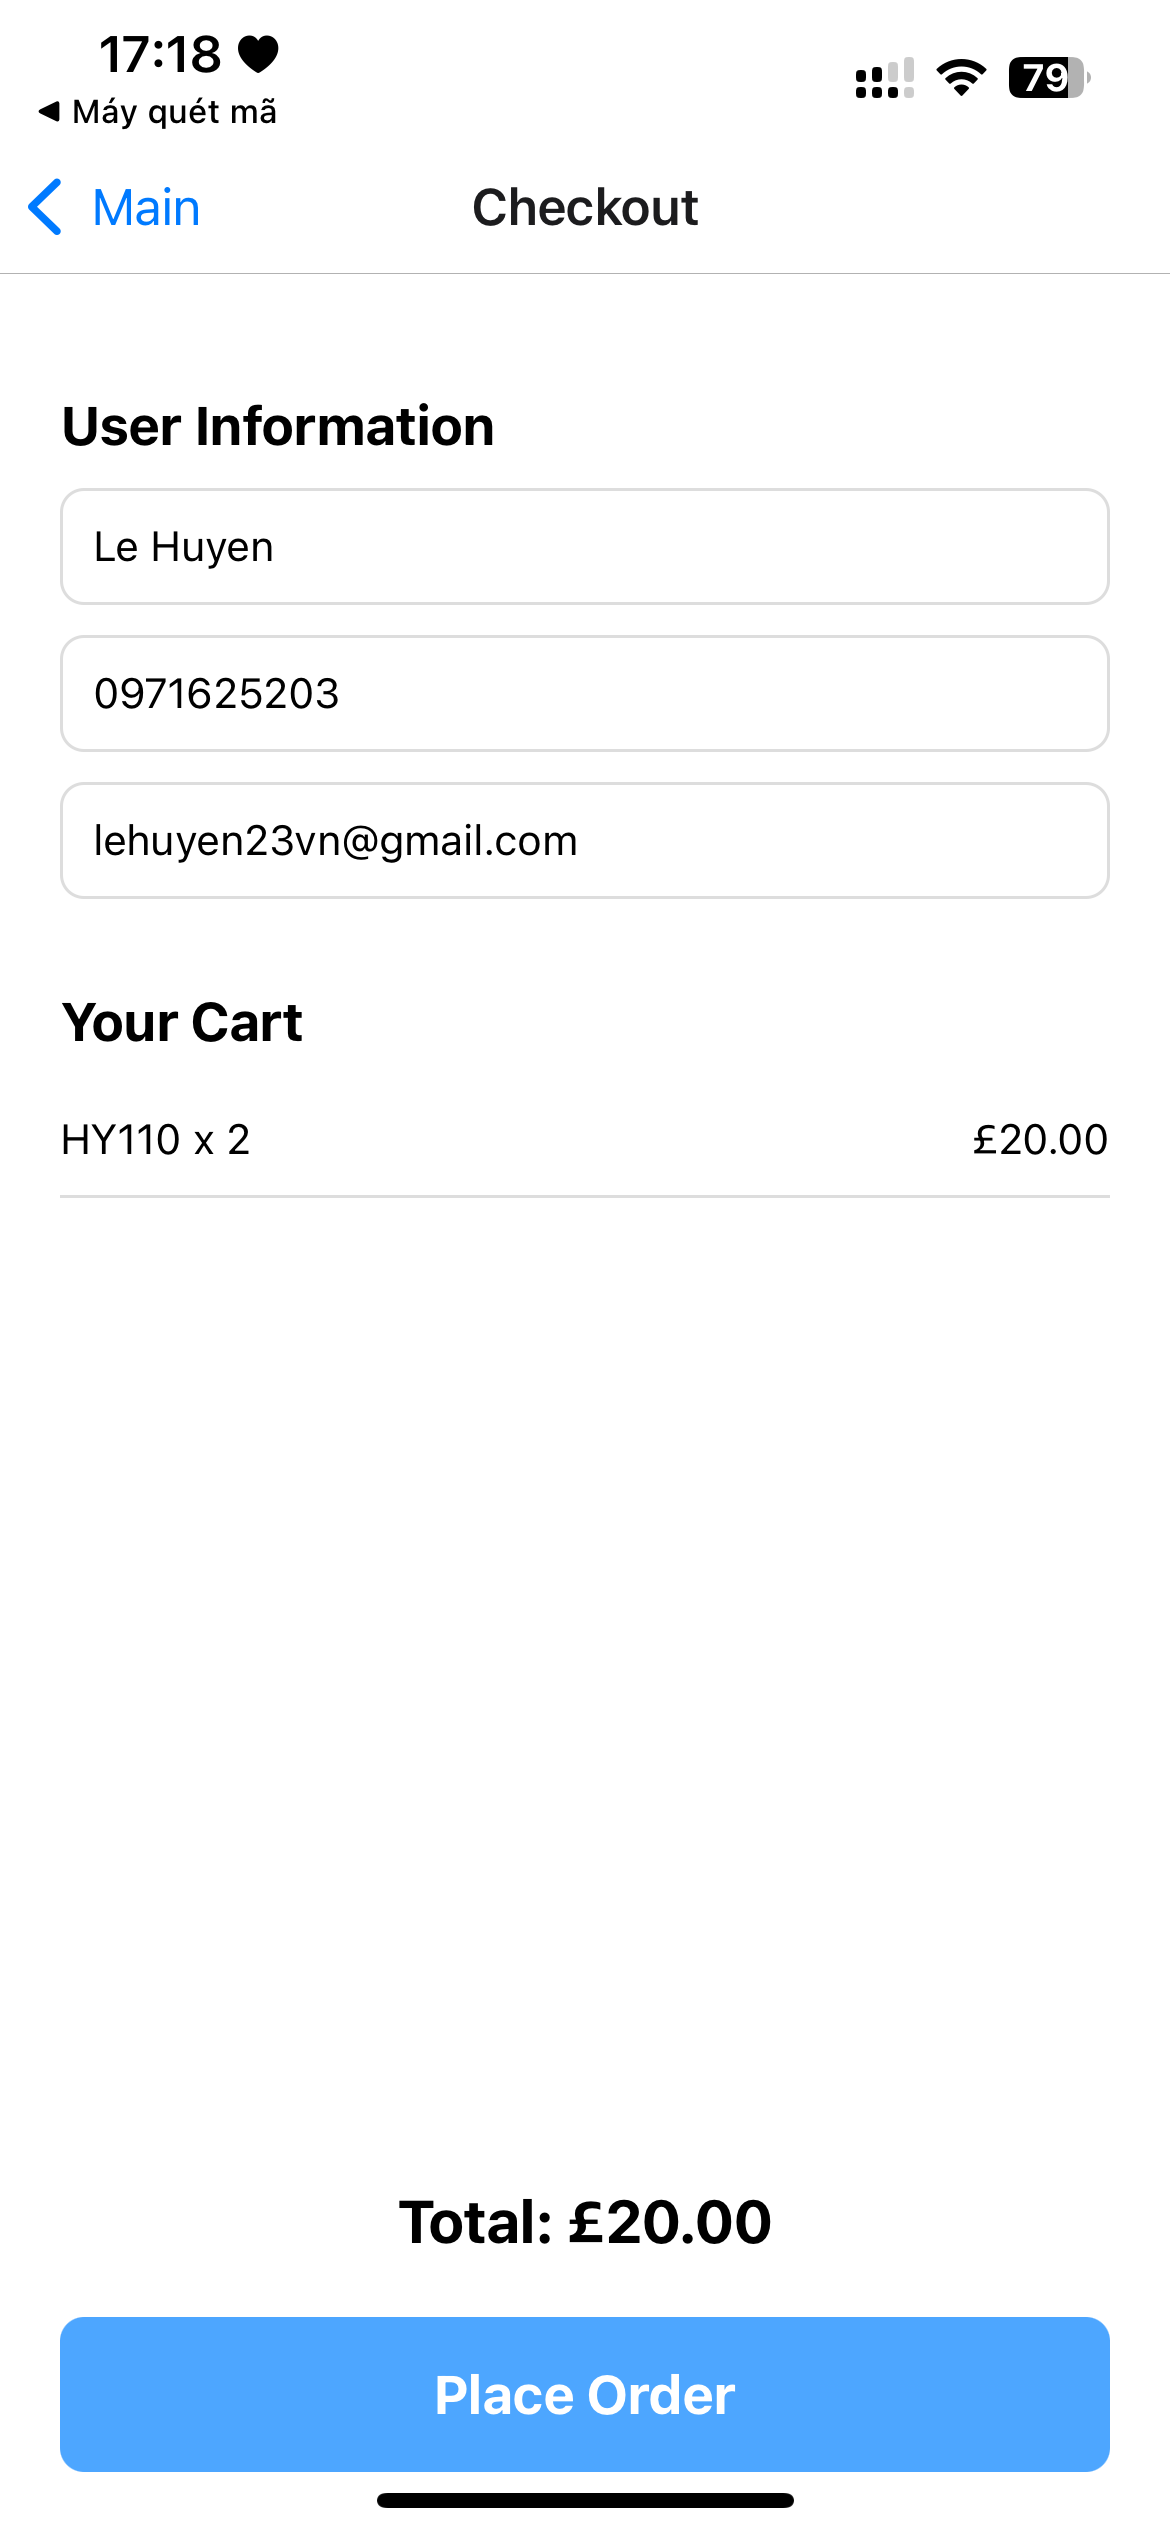 17:18
79
◀ Máy quét mã
Main
Checkout
User Information
Le Huyen
0971625203
lehuyen23vn@gmail.com
Your Cart
HY110 x 2
£20.00
Total: £20.00
Place Order